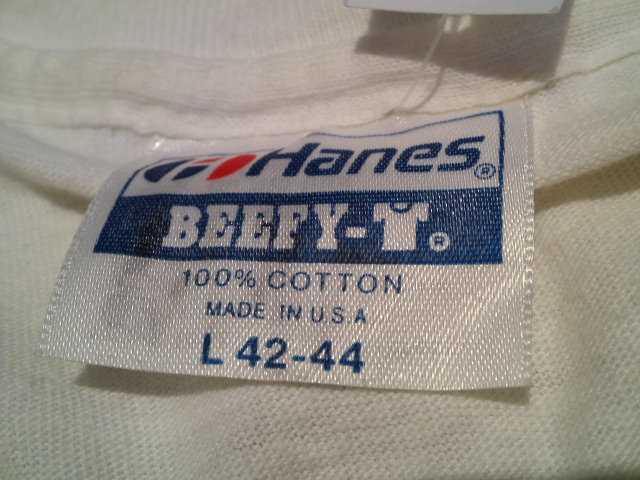 Hanes®
BEEFY-T®
100% COTTON
MADE IN U.S.A
L 42-44